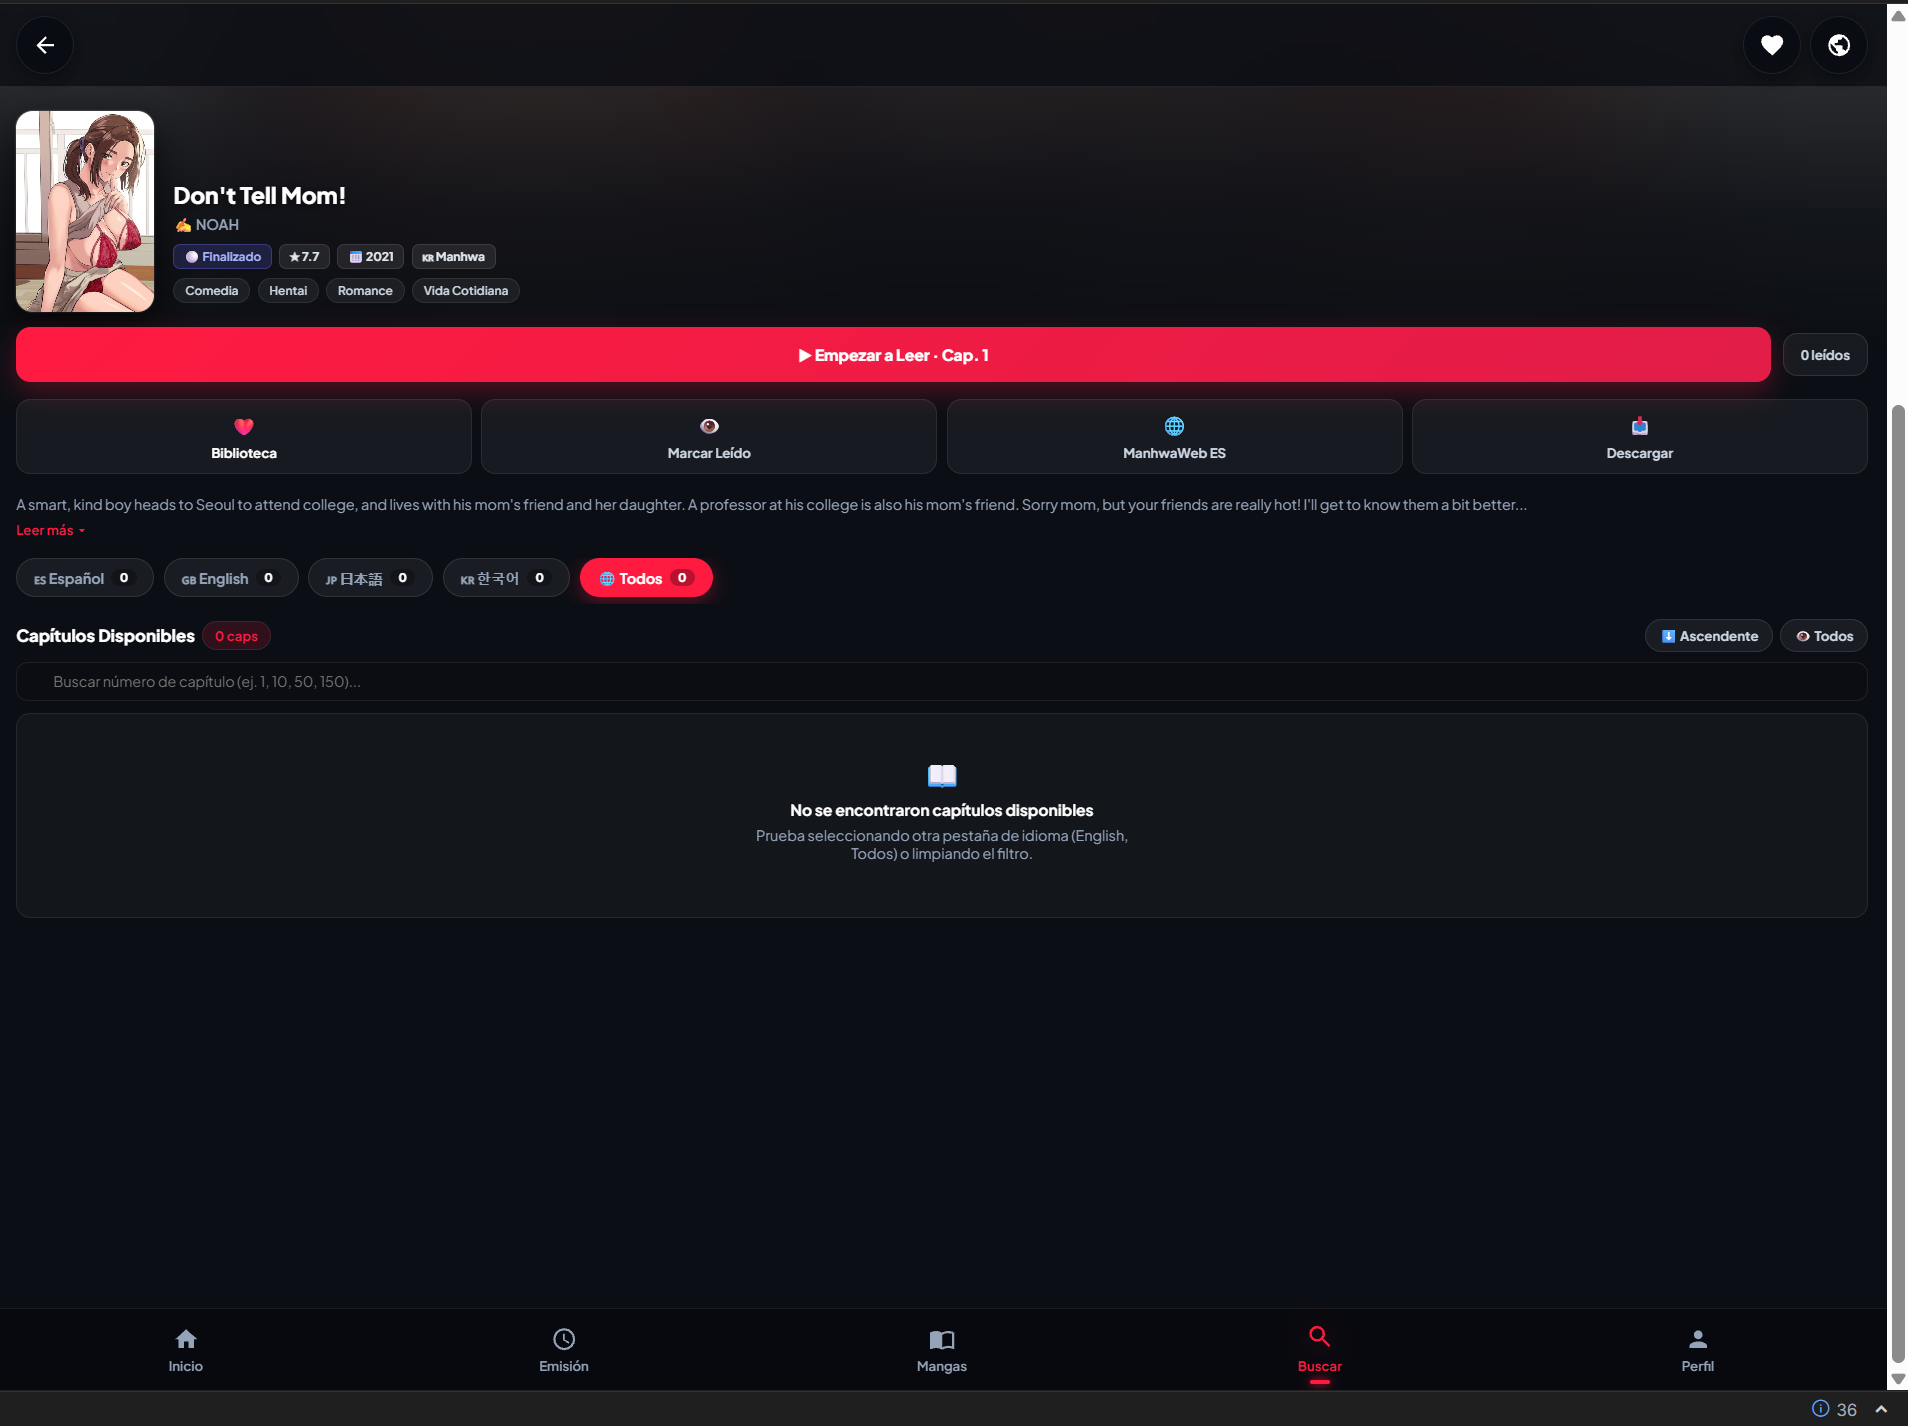 Don't Tell Mom!
✍ NOAH
Finalizado ★7.7 2021 KR Manhwa
Comedia Hentai Romance Vida Cotidiana
▶ Empezar a Leer · Cap. 1
0 leídos
Biblioteca
Marcar Leído
ManhwaWeb ES
Descargar
A smart, kind boy heads to Seoul to attend college, and lives with his mom's friend and her daughter. A professor at his college is also his mom's friend. Sorry mom, but your friends are really hot! I'll get to know them a bit better...
Leer más
ES Español 0 GB English 0 JP 日本語 0 KR 한국어 0 Todos 0
Capítulos Disponibles 0 caps
Ascendente Todos
Buscar número de capítulo (ej. 1, 10, 50, 150)...
No se encontraron capítulos disponibles
Prueba seleccionando otra pestaña de idioma (English,
Todos) o limpiando el filtro.
Inicio
Emisión
Mangas
Buscar
Perfil
36